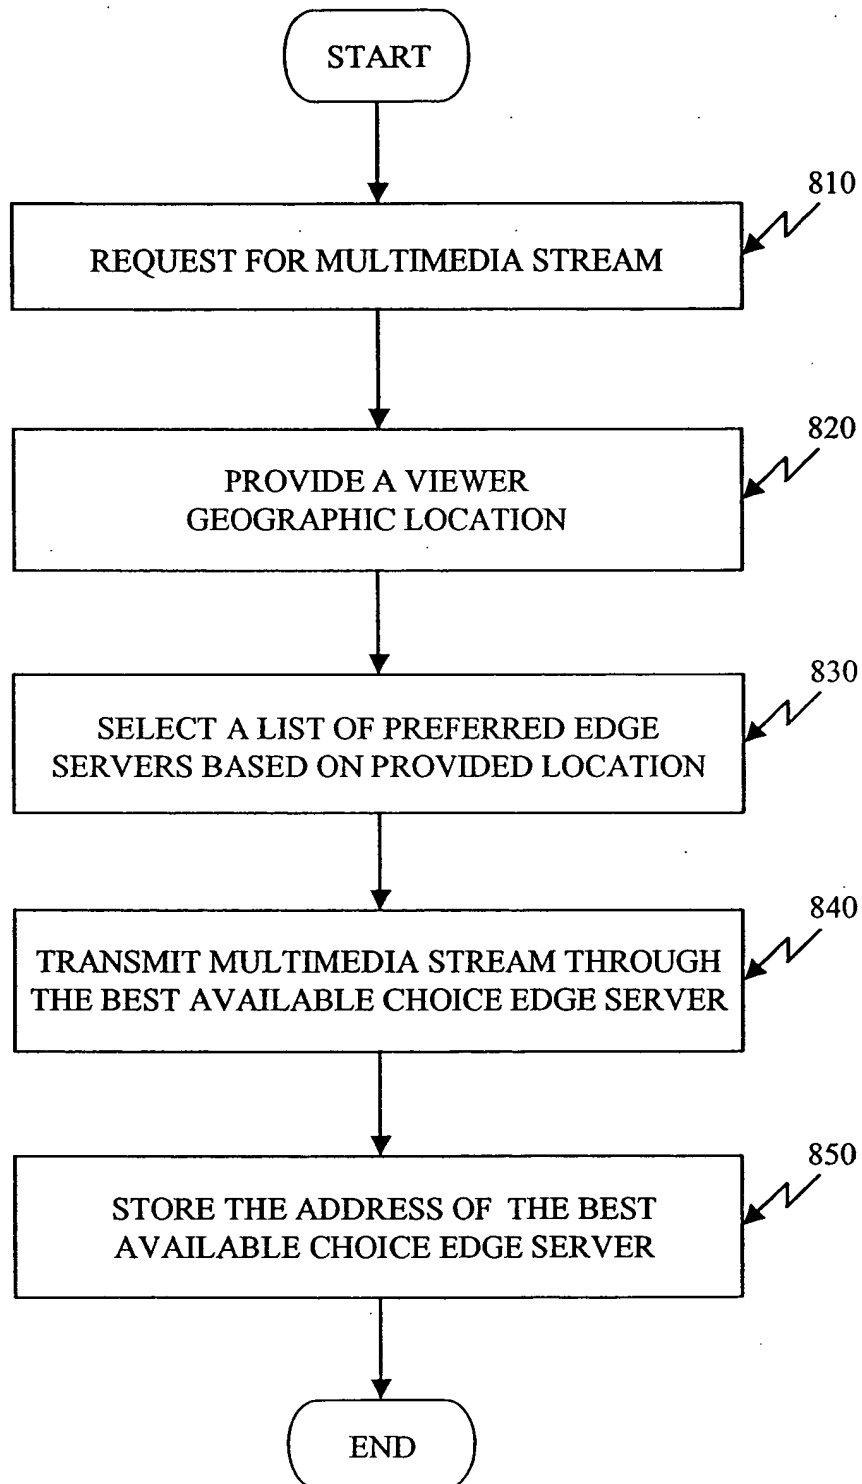 START
810
REQUEST FOR MULTIMEDIA STREAM
820
PROVIDE A VIEWER
GEOGRAPHIC LOCATION
830
SELECT A LIST OF PREFERRED EDGE
SERVERS BASED ON PROVIDED LOCATION
840
TRANSMIT MULTIMEDIA STREAM THROUGH
THE BEST AVAILABLE CHOICE EDGE SERVER
850
STORE THE ADDRESS OF THE BEST
AVAILABLE CHOICE EDGE SERVER
END